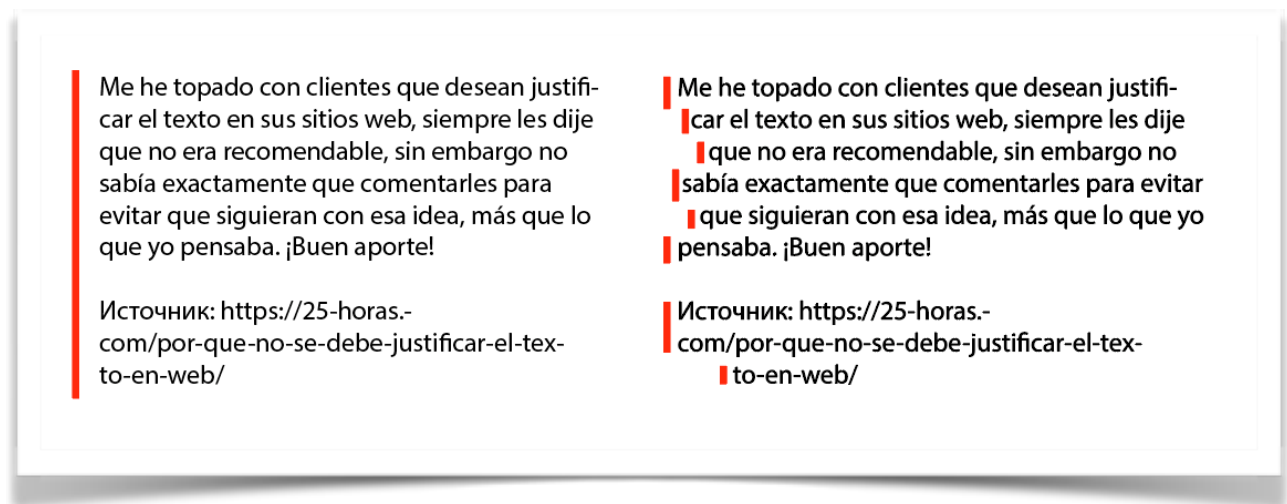 Me he topado con clientes que desean justifi-
car el texto en sus sitios web, siempre les dije
que no era recomendable, sin embargo no
sabía exactamente que comentarles para
evitar que siguieran con esa idea, más que lo
que yo pensaba. ¡Buen aporte!
Источник: https://25-horas.-
com/por-que-no-se-debe-justificar-el-tex-
to-en-web/
Me he topado con clientes que desean justifi-
car el texto en sus sitios web, siempre les dije
que no era recomendable, sin embargo no
sabía exactamente que comentarles para evitar
que siguieran con esa idea, más que lo que yo
pensaba. ¡Buen aporte!
Источник: https://25-horas.-
com/por-que-no-se-debe-justificar-el-tex-
to-en-web/